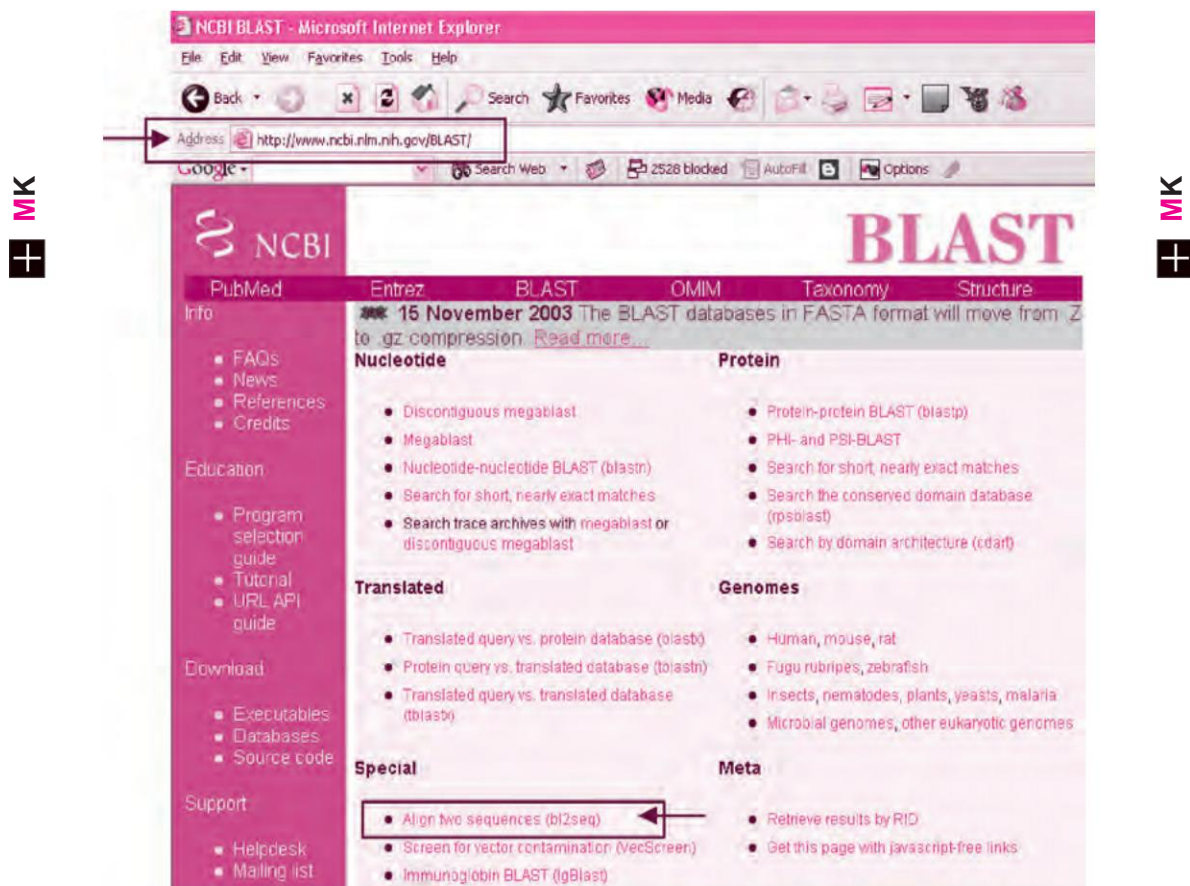 NCBI BLAST - Microsoft Internet Explorer
File Edit View Favorites Tools Help
Back Search Favorites Media
Address http://www.ncbi.nlm.nih.gov/BLAST/
Google Search Web 2528 blocked AutoFill Options
MK
MK
NCBI
BLAST
PubMed Entrez BLAST OMIM Taxonomy Structure
Info
FAQs
News
References
Credits
Education
Program
selection
guide
Tutorial
URL API
guide
Download
Executables
Databases
Source code
Support
Helpdesk
Mailing list
15 November 2003 The BLAST databases in FASTA format will move from .Z
to .gz compression. Read more...
Nucleotide
Discontiguous megablast
Megablast
Nucleotide-nucleotide BLAST (blastn)
Search for short, nearly exact matches
Search trace archives with megablast or
discontiguous megablast
Protein
Protein-protein BLAST (blastp)
PHI- and PSI-BLAST
Search for short, nearly exact matches
Search the conserved domain database
(rpsblast)
Search by domain architecture (cdart)
Translated
Translated query vs. protein database (blastx)
Protein query vs. translated database (tblastn)
Translated query vs. translated database
(tblastx)
Genomes
Human, mouse, rat
Fugu rubripes, zebrafish
Insects, nematodes, plants, yeasts, malaria
Microbial genomes, other eukaryotic genomes
Special
Align two sequences (bl2seq)
Screen for vector contamination (VecScreen)
Immunoglobin BLAST (IgBlast)
Meta
Retrieve results by RID
Get this page with javascript-free links